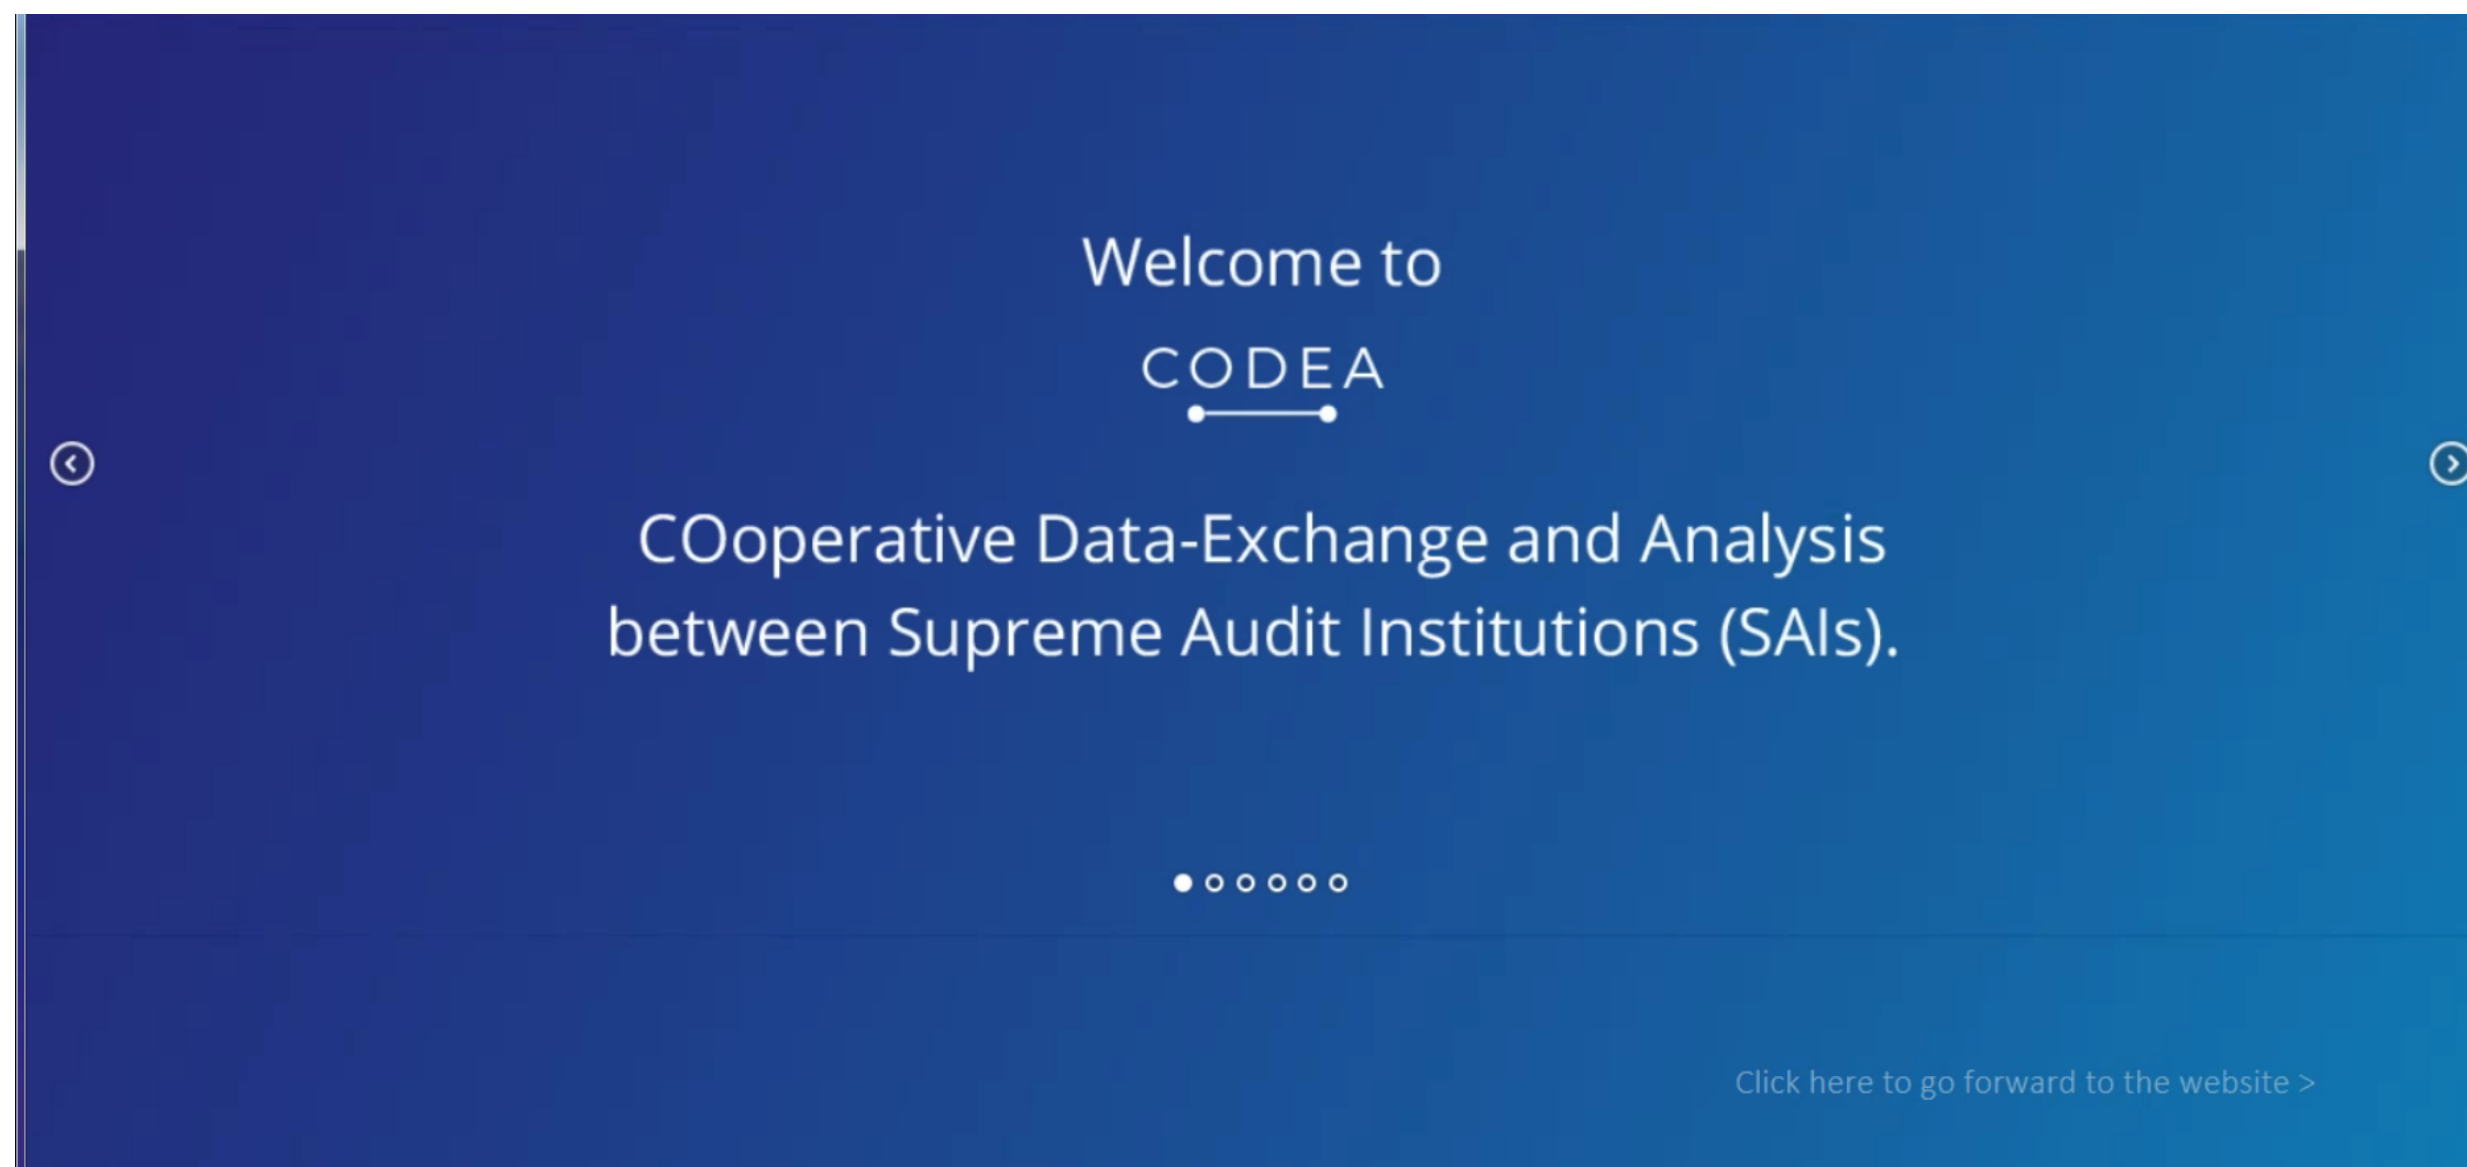 Welcome to
CODEA
COoperative Data-Exchange and Analysis
between Supreme Audit Institutions (SAIs).
Click here to go forward to the website >